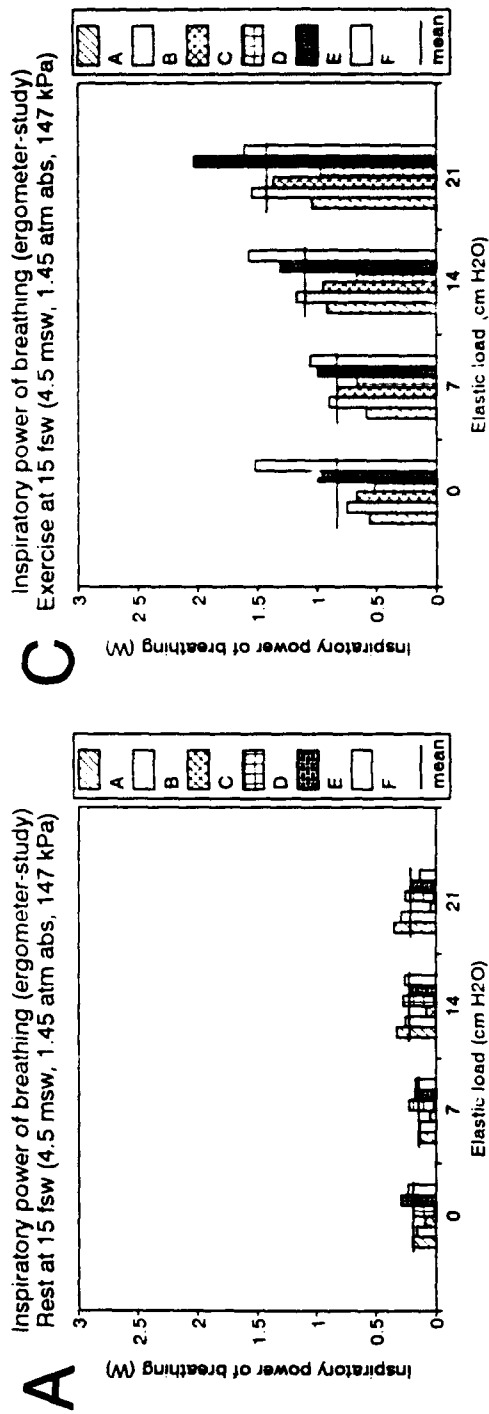 A
Inspiratory power of breathing (ergometer-study)
Rest at 15 fsw (4.5 msw, 1.45 atm abs, 147 kPa)
Inspiratory power of breathing (W)
3
2.5
2
1.5
1
0.5
0
0
7
14
21
Elastic load (cm H2O)
A
B
C
D
E
F
mean
C
Inspiratory power of breathing (ergometer-study)
Exercise at 15 fsw (4.5 msw, 1.45 atm abs, 147 kPa)
Inspiratory power of breathing (W)
3
2 5
2
1.5
1
0.5
0
0
7
14
21
Elastic load (cm H2O)
A
B
C
D
E
F
mean